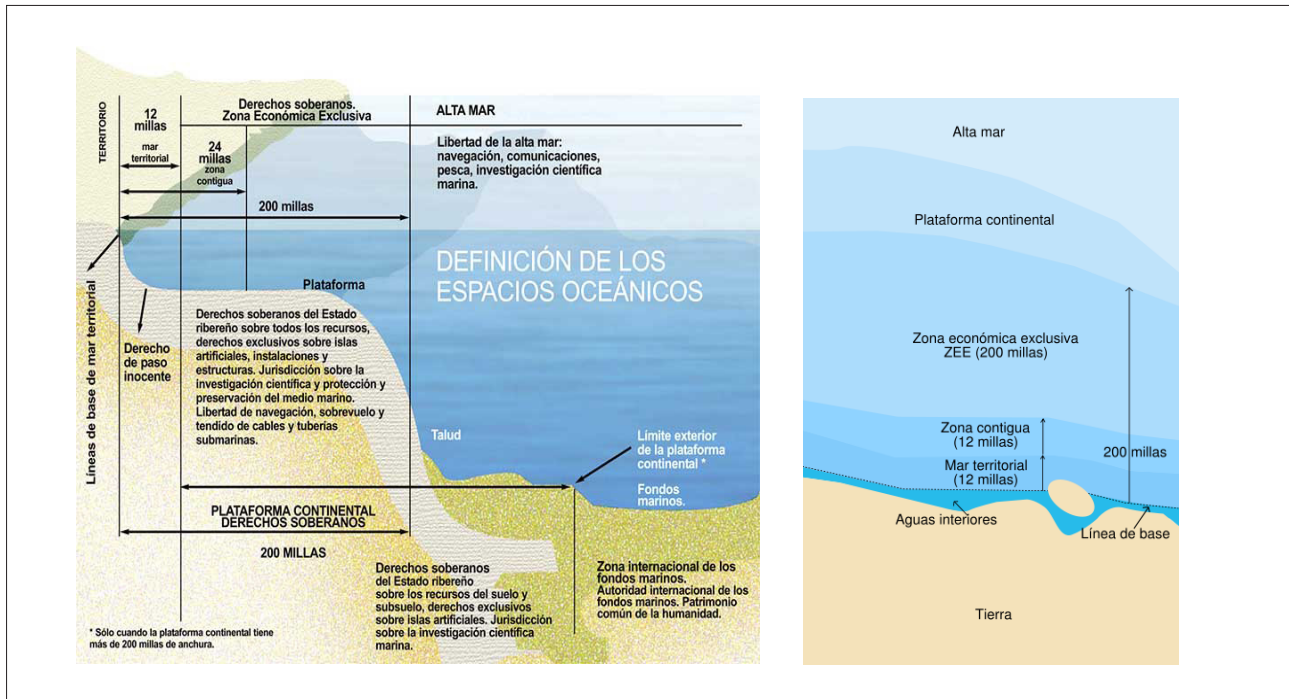 TERRITORIO
12
millas
mar
territorial
Derechos soberanos.
Zona Económica Exclusiva
24
millas
zona
contigua
200 millas
ALTA MAR
Libertad de la alta mar:
navegación, comunicaciones,
pesca, investigación científica
marina.
DEFINICIÓN DE LOS
ESPACIOS OCEÁNICOS
Líneas de base de mar territorial
Derecho
de paso
inocente
Plataforma
Derechos soberanos del Estado
ribereño sobre todos los recursos,
derechos exclusivos sobre islas
artificiales, instalaciones y
estructuras. Jurisdicción sobre la
investigación científica y protección y
preservación del medio marino.
Libertad de navegación, sobrevuelo y
tendido de cables y tuberías
submarinas.
Talud
Limite exterior
de la plataforma
continental *
Fondos
marinos.
PLATAFORMA CONTINENTAL
DERECHOS SOBERANOS
200 MILLAS
Derechos soberanos
del Estado ribereño
sobre los recursos del suelo y
subsuelo, derechos exclusivos
sobre islas artificiales. Jurisdicción
sobre la investigación científica
marina.
Zona internacional de los
fondos marinos.
Autoridad internacional de los
fondos marinos. Patrimonio
común de la humanidad.
* Sólo cuando la plataforma continental tiene
más de 200 millas de anchura.
Alta mar
Plataforma continental
Zona económica exclusiva
ZEE (200 millas)
Zona contigua
(12 millas)
200 millas
Mar territorial
(12 millas)
Aguas interiores
Línea de base
Tierra